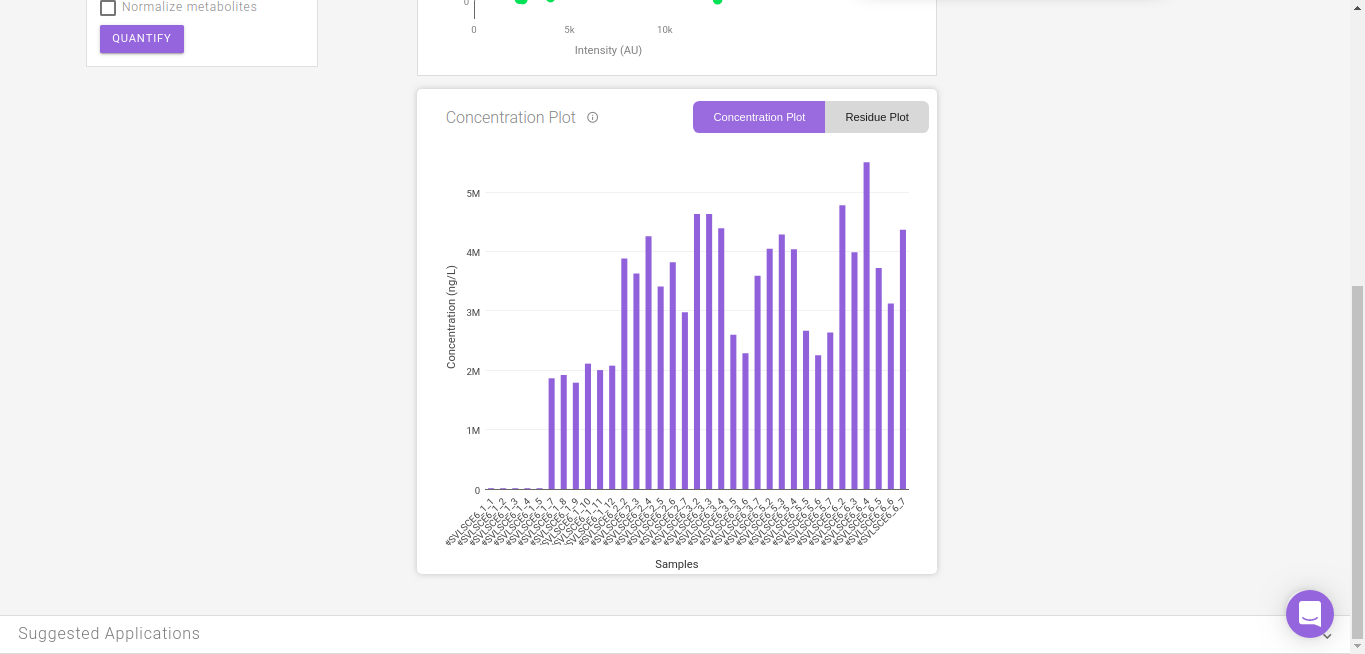 Normalize metabolites
QUANTIFY
0
0
5k
10k
Intensity (AU)
Concentration Plot
Concentration Plot
Residue Plot
5M
4M
3M
2M
1M
0
Concentration (ng/L)
#SVLSCE6_1_1
#SVLSCE6_1_2
#SVLSCE6_1_3
#SVLSCE6_1_4
#SVLSCE6_1_5
#SVLSCE6_1_7
#SVLSCE6_1_8
#SVLSCE6_1_9
#SVLSCE6_1_10
#SVLSCE6_1_11
#SVLSCE6_1_12
#SVLSCE6_2_2
#SVLSCE6_2_3
#SVLSCE6_2_4
#SVLSCE6_2_5
#SVLSCE6_2_6
#SVLSCE6_2_7
#SVLSCE6_3_2
#SVLSCE6_3_3
#SVLSCE6_3_4
#SVLSCE6_3_5
#SVLSCE6_3_6
#SVLSCE6_3_7
#SVLSCE6_5_2
#SVLSCE6_5_3
#SVLSCE6_5_4
#SVLSCE6_5_5
#SVLSCE6_5_6
#SVLSCE6_5_7
#SVLSCE6_6_2
#SVLSCE6_6_3
#SVLSCE6_6_4
#SVLSCE6_6_5
#SVLSCE6_6_6
#SVLSCE6_6_7
Samples
Suggested Applications